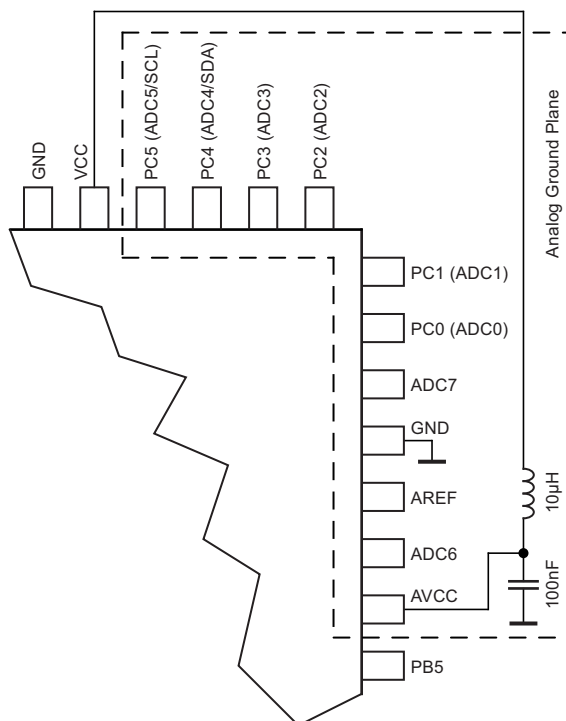 GND
VCC
PC5 (ADC5/SCL)
PC4 (ADC4/SDA)
PC3 (ADC3)
PC2 (ADC2)
Analog Ground Plane
PC1 (ADC1)
PC0 (ADC0)
ADC7
GND
AREF
ADC6
AVCC
PB5
10µH
100nF